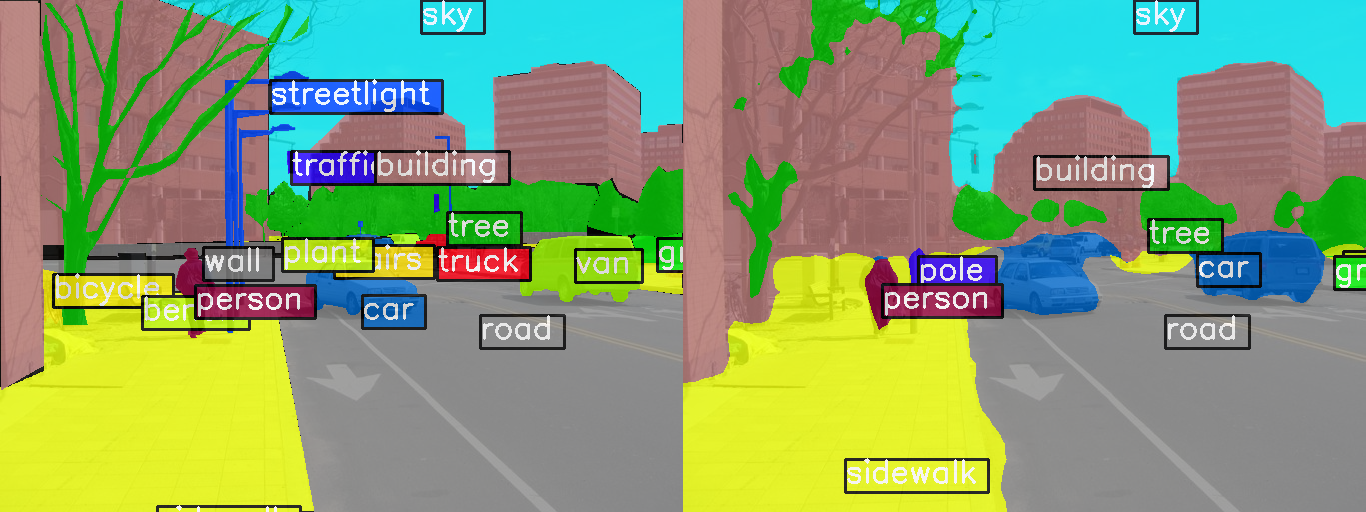 sky
streetlight
building
tree
wall
plant
truck
van
bicycle
person
car
road
sky
building
tree
pole
car
person
road
sidewalk